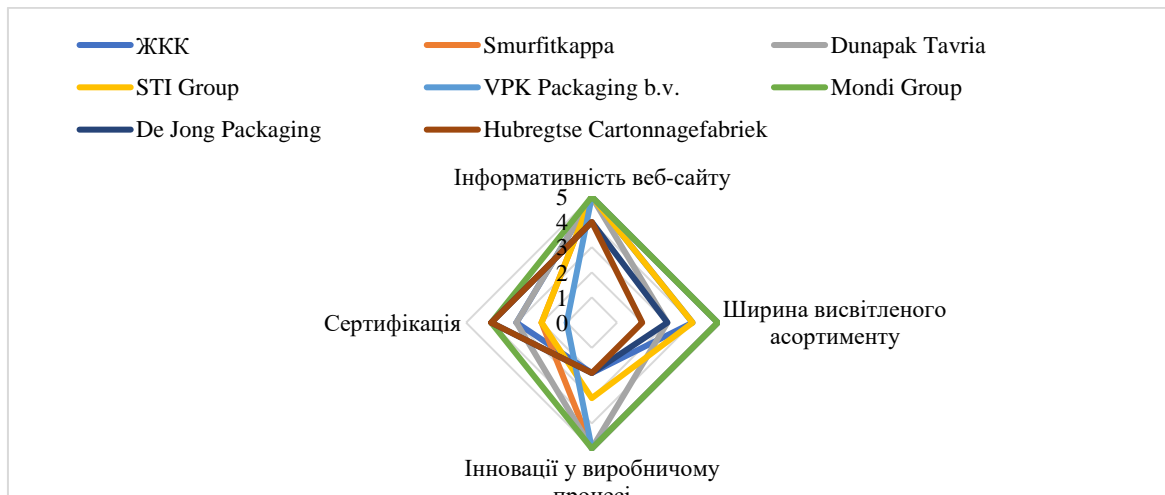 ЖКК
Smurfitkappa
Dunapak Tavria
STI Group
VPK Packaging b.v.
Mondi Group
De Jong Packaging
Hubregtse Cartonnagefabriek
Інформативність веб-сайту
5
4
3
2
1
0
Сертифікація
Ширина висвітленого
асортименту
Інновації у виробничому
процесі